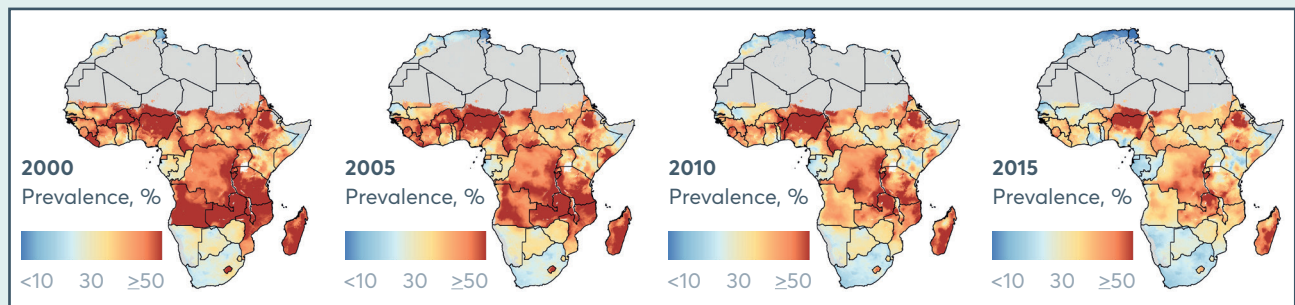 2000
Prevalence, %
<10 30 ≥50
2005
Prevalence, %
<10 30 ≥50
2010
Prevalence, %
<10 30 ≥50
2015
Prevalence, %
<10 30 ≥50